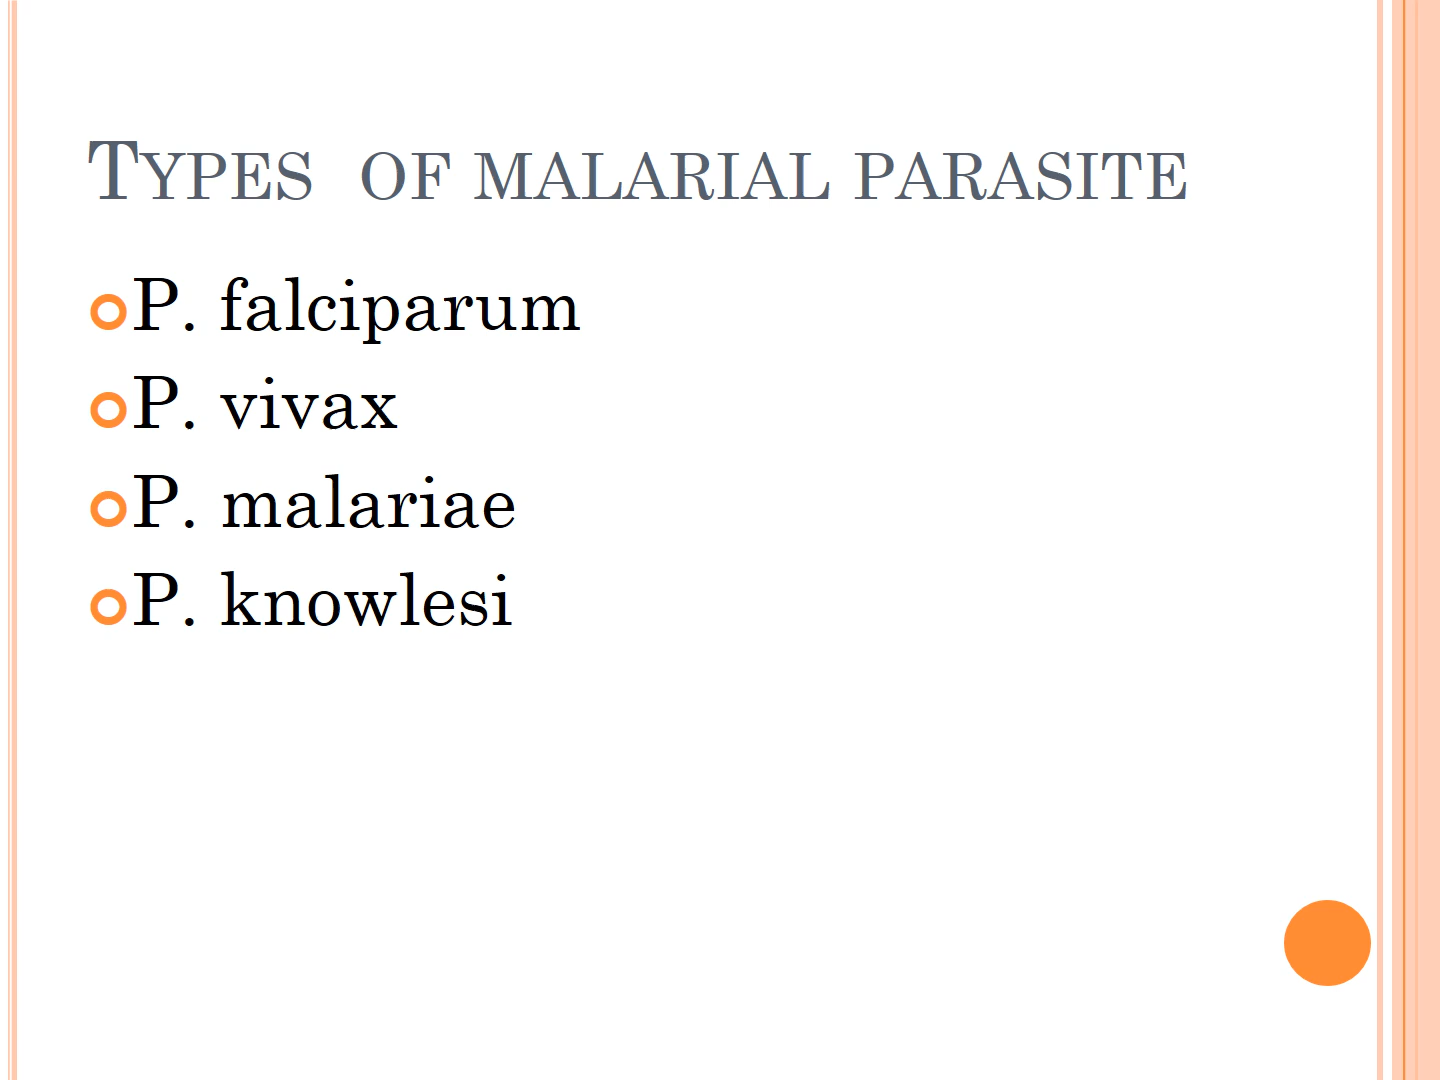 Types of malarial parasite
P. falciparum
P. vivax
P. malariae
P. knowlesi